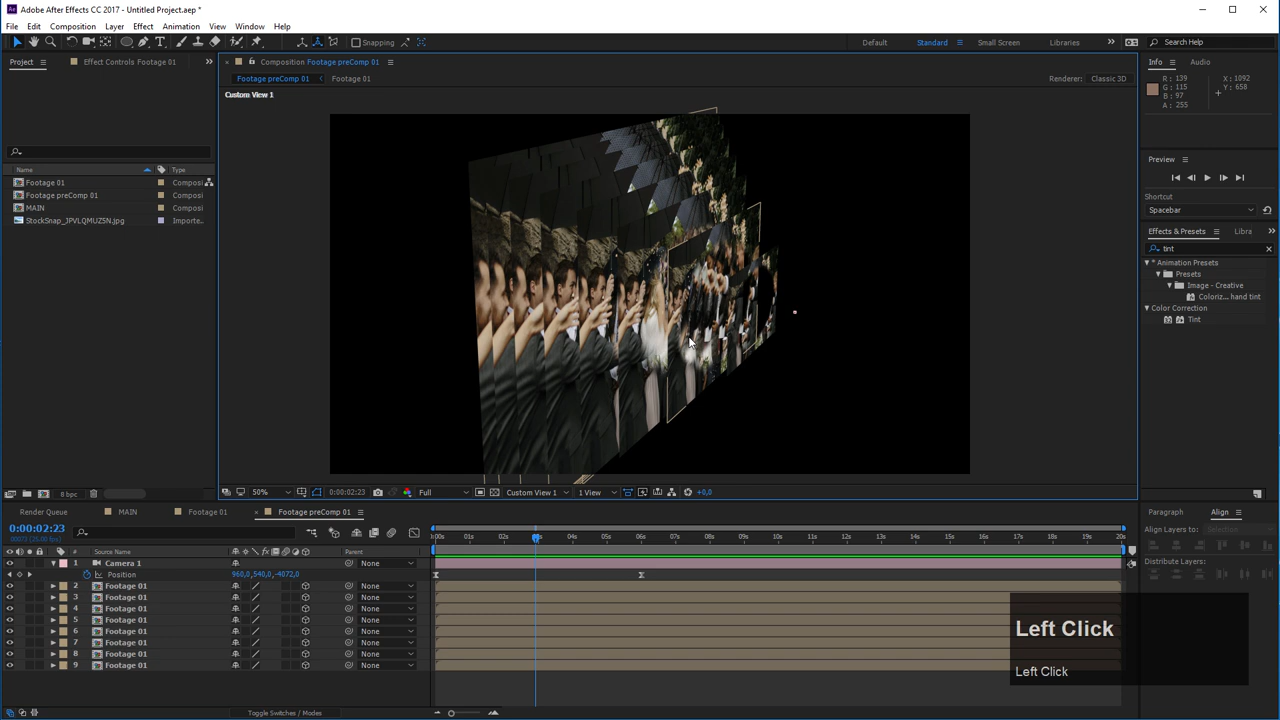 Adobe After Effects CC 2017 - Untitled Project.aep *
File Edit Composition Layer Effect Animation View Window Help
Snapping Default Standard Small Screen Libraries Search Help
Project Effect Controls Footage 01
Composition Footage preComp 01
Info Audio
Footage preComp 01 Footage 01
Renderer: Classic 3D
R: 139
G: 115
B: 97
A: 255
X: 1092
Y: 658
Custom View 1
Preview
Name Type
Footage 01 Composi
Footage preComp 01 Composi
MAIN Composi
StockSnap_JPVLQMUZ5N.jpg Importe..
Shortcut
Spacebar
Effects & Presets Libra
tint
* Animation Presets
Presets
Image - Creative
Coloriz... hand tint
Color Correction
Tint
8 bpc
50% 0:00:02:23 Full Custom View 1 1 View +0,0
Render Queue MAIN Footage 01 Footage preComp 01
Paragraph Align
0:00:02:23
00073 (25.00 fps)
Align Layers to: Selection
Distribute Layers:
:00s 01s 02s 03s 04s 05s 06s 07s 08s 09s 10s 11s 12s 13s 14s 15s 16s 17s 18s 19s 20s
# Source Name Parent
1 Camera 1 None
Position 960,0,540,0,-4072,0
2 Footage 01 None
3 Footage 01 None
4 Footage 01 None
5 Footage 01 None
6 Footage 01 None
7 Footage 01 None
8 Footage 01 None
9 Footage 01 None
Left Click
Left Click
Toggle Switches / Modes